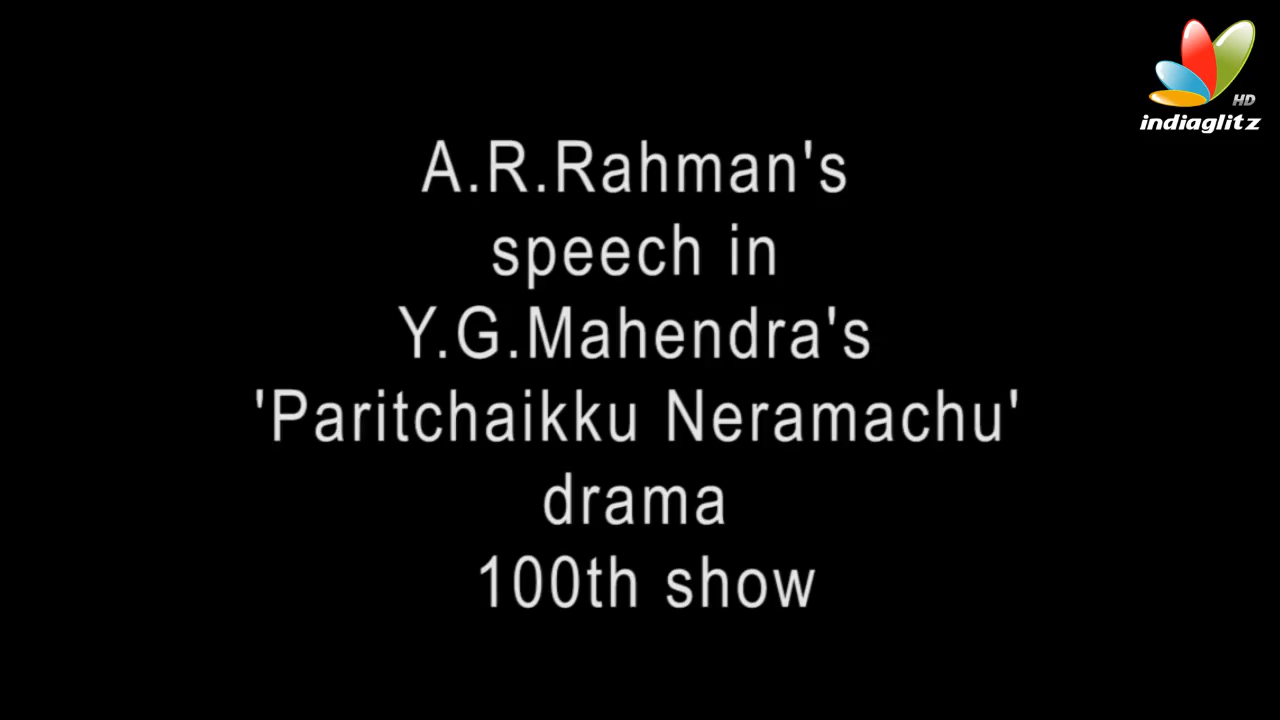 A.R.Rahman's
speech in
Y.G.Mahendra's
'Paritchaikku Neramachu'
drama
100th show
HD
indiaglitz